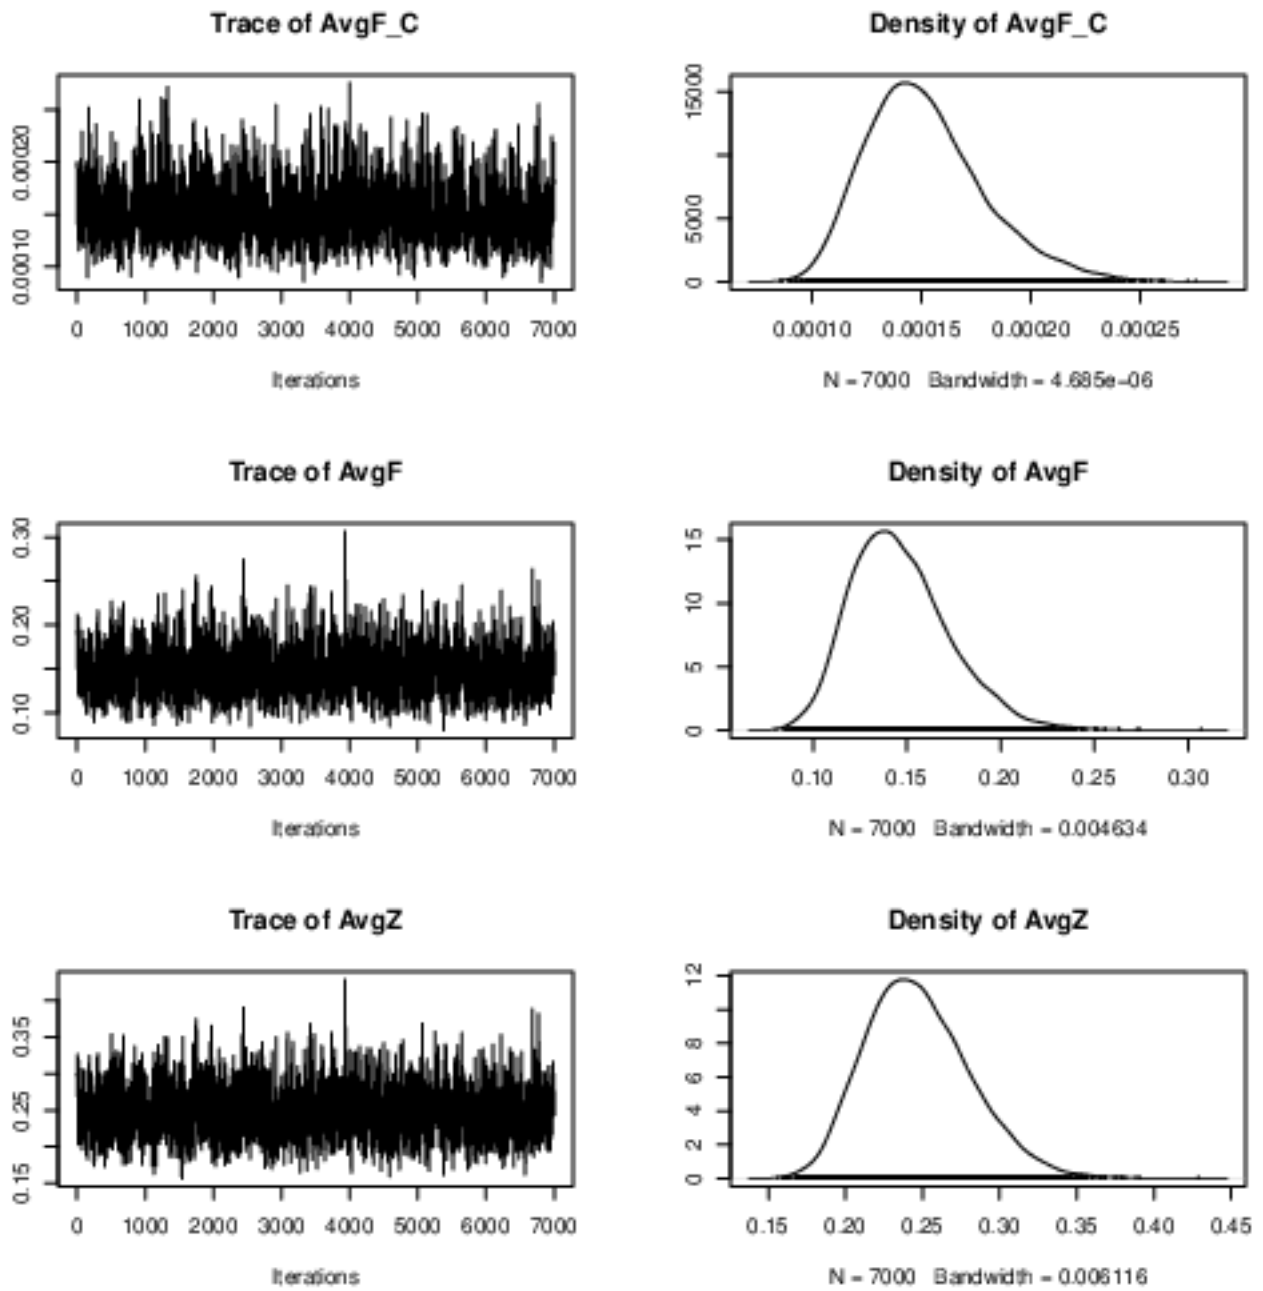 Trace of AvgF_C
Density of AvgF_C
0.00020
0.00010
0 1000 2000 3000 4000 5000 6000 7000
Iterations
15000
5000
0
0.00010 0.00015 0.00020 0.00025
N = 7000 Bandwidth = 4.685e−06
Trace of AvgF
Density of AvgF
0.30
0.20
0.10
0 1000 2000 3000 4000 5000 6000 7000
Iterations
15
10
5
0
0.10 0.15 0.20 0.25 0.30
N = 7000 Bandwidth = 0.004634
Trace of AvgZ
Density of AvgZ
0.35
0.25
0.15
0 1000 2000 3000 4000 5000 6000 7000
Iterations
12
8
6
4
2
0
0.15 0.20 0.25 0.30 0.35 0.40 0.45
N = 7000 Bandwidth = 0.006116